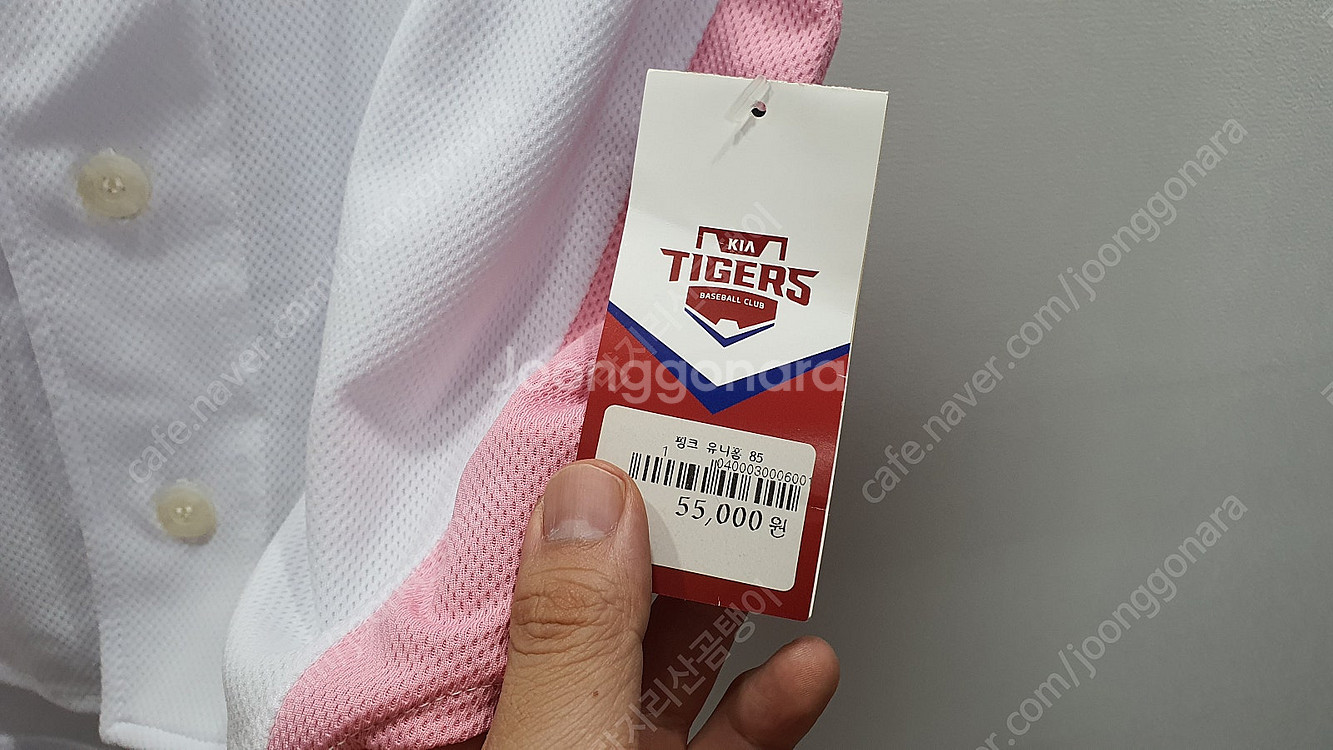 KIA
TIGERS
BASEBALL CLUB
Joonggonara
핑크 유니폼 85
1 040003000600
55,000원
cafe.naver.com/joonggonara
cafe.naver.com/joonggonara
cafe.naver.com/joonggonara